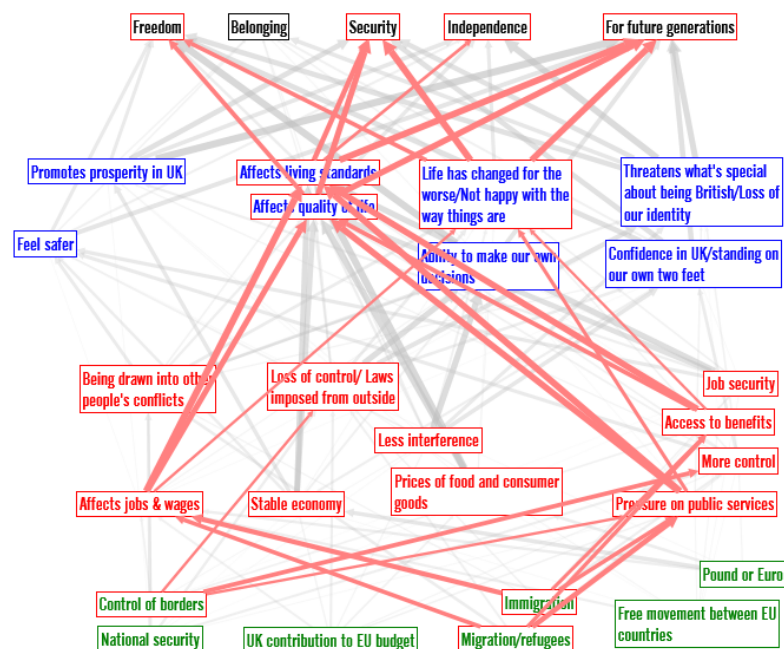 Freedom
Belonging
Security
Independence
For future generations
Promotes prosperity in UK
Affects living standards
Life has changed for the
worse/Not happy with the
way things are
Threatens what's special
about being British/Loss of
our identity
Affects quality of life
Feel safer
Ability to make our own
decisions
Confidence in UK/standing on
our own two feet
Being drawn into other
people's conflicts
Loss of control/ Laws
imposed from outside
Job security
Access to benefits
Less interference
More control
Prices of food and consumer
goods
Affects jobs & wages
Stable economy
Pressure on public services
Pound or Euro
Control of borders
Immigration
Free movement between EU
countries
National security
UK contribution to EU budget
Migration/refugees